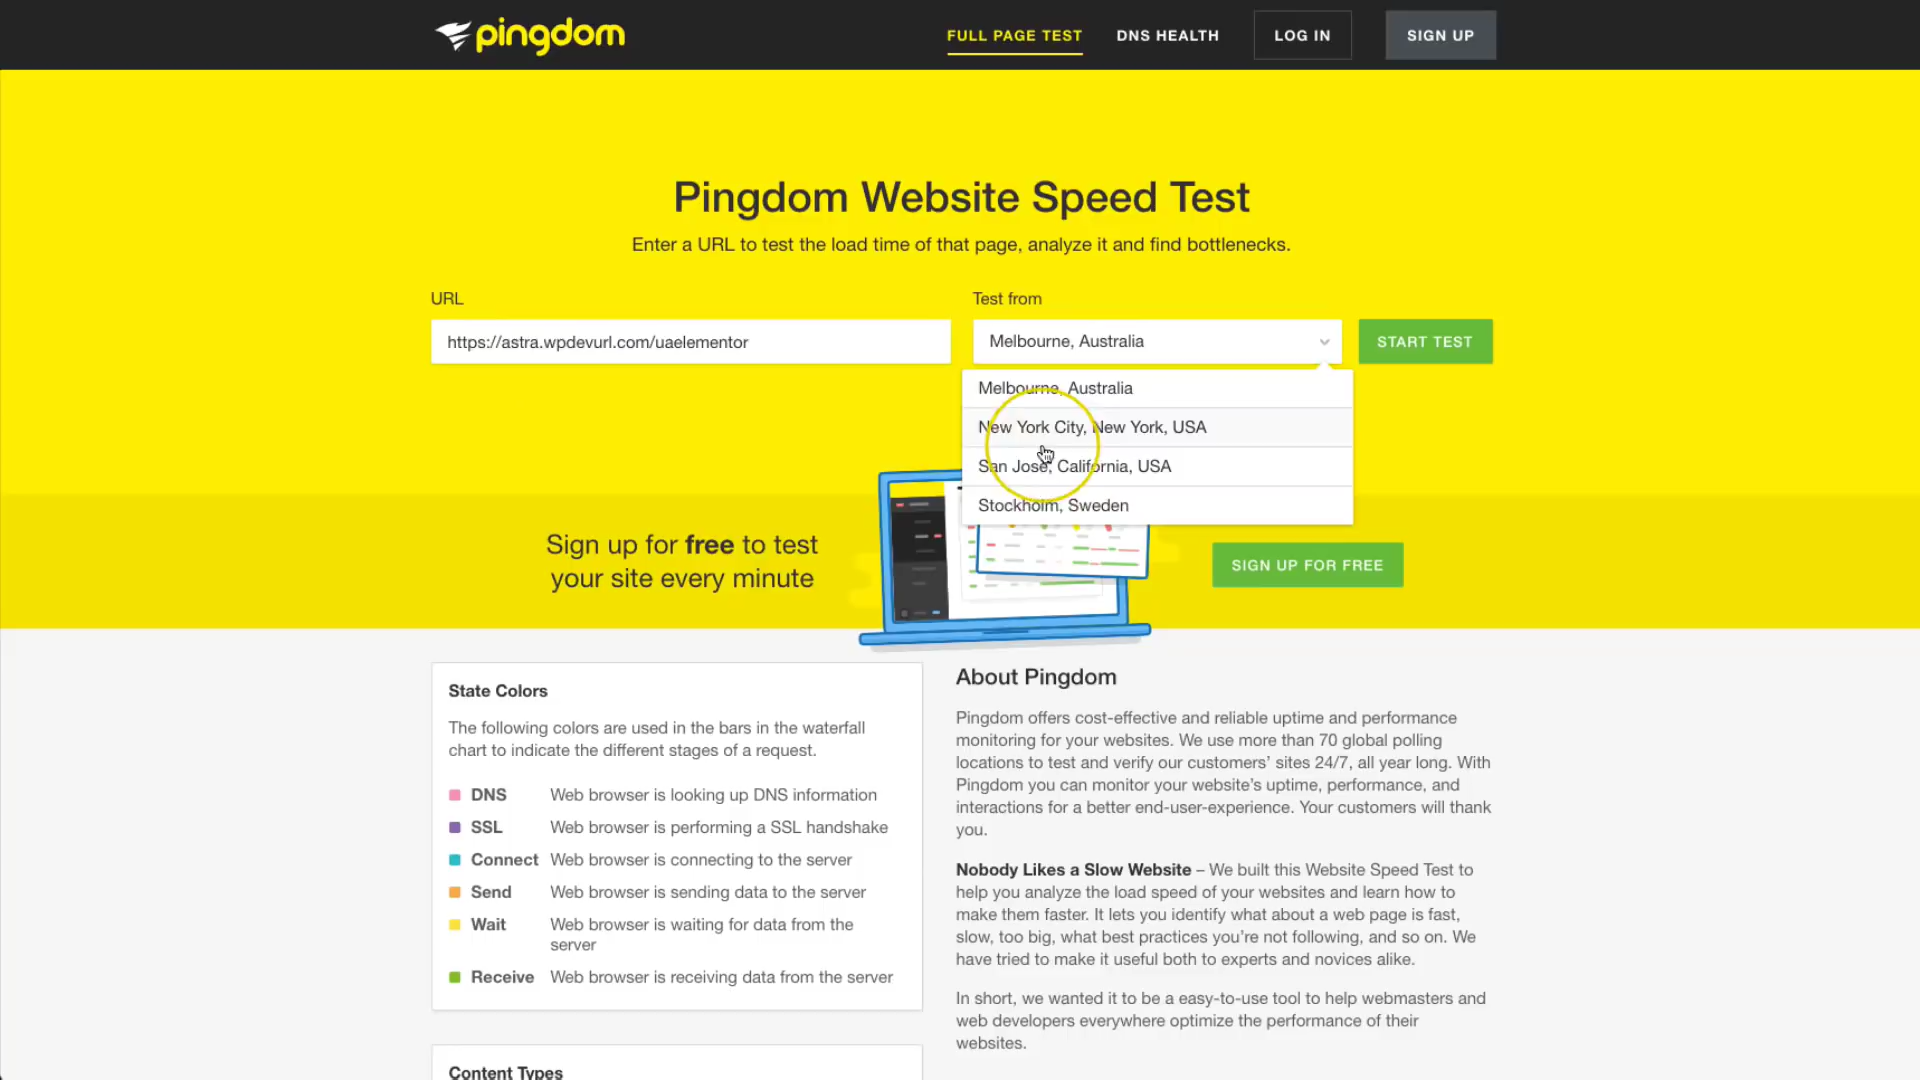 pingdom
FULL PAGE TEST
DNS HEALTH
LOG IN
SIGN UP
Pingdom Website Speed Test
Enter a URL to test the load time of that page, analyze it and find bottlenecks.
URL
Test from
https://astra.wpdevurl.com/uaelementor
Melbourne, Australia
START TEST
Melbourne, Australia
New York City, New York, USA
San Jose, California, USA
Stockholm, Sweden
Sign up for free to test
your site every minute
SIGN UP FOR FREE
State Colors
The following colors are used in the bars in the waterfall
chart to indicate the different stages of a request.
DNS Web browser is looking up DNS information
SSL Web browser is performing a SSL handshake
Connect Web browser is connecting to the server
Send Web browser is sending data to the server
Wait Web browser is waiting for data from the
server
Receive Web browser is receiving data from the server
Content Types
About Pingdom
Pingdom offers cost-effective and reliable uptime and performance
monitoring for your websites. We use more than 70 global polling
locations to test and verify our customers’ sites 24/7, all year long. With
Pingdom you can monitor your website’s uptime, performance, and
interactions for a better end-user-experience. Your customers will thank
you.
Nobody Likes a Slow Website – We built this Website Speed Test to
help you analyze the load speed of your websites and learn how to
make them faster. It lets you identify what about a web page is fast,
slow, too big, what best practices you’re not following, and so on. We
have tried to make it useful both to experts and novices alike.
In short, we wanted it to be a easy-to-use tool to help webmasters and
web developers everywhere optimize the performance of their
websites.